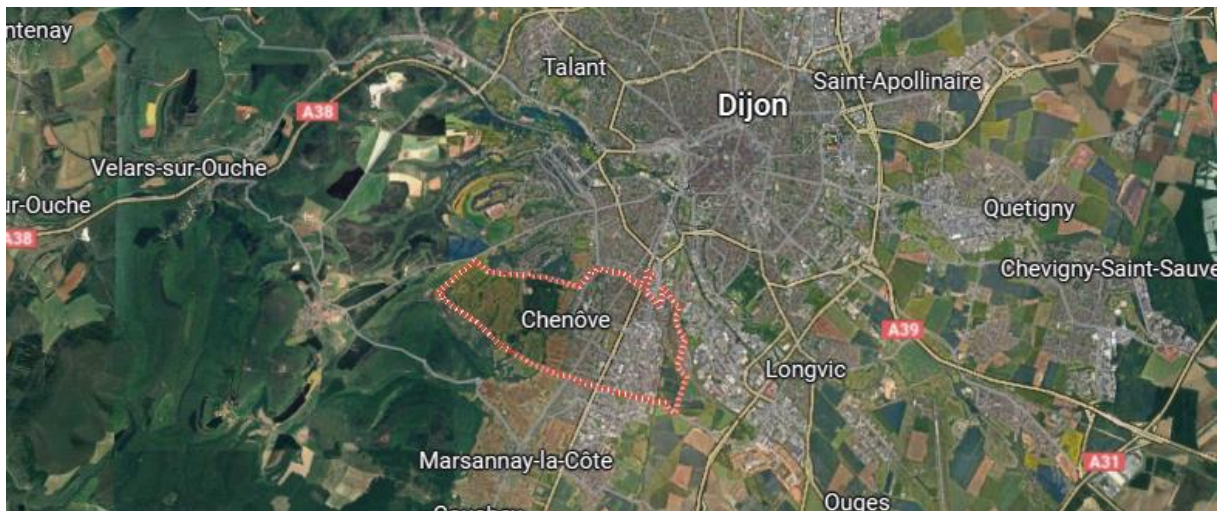 ntenay
Talant
Saint-Apollinaire
Dijon
A38
Velars-sur-Ouche
ur-Ouche
Quetigny
A38
Chevigny-Saint-Sauve
Chenôve
A39
Longvic
Marsannay-la-Côte
A31
Ouges